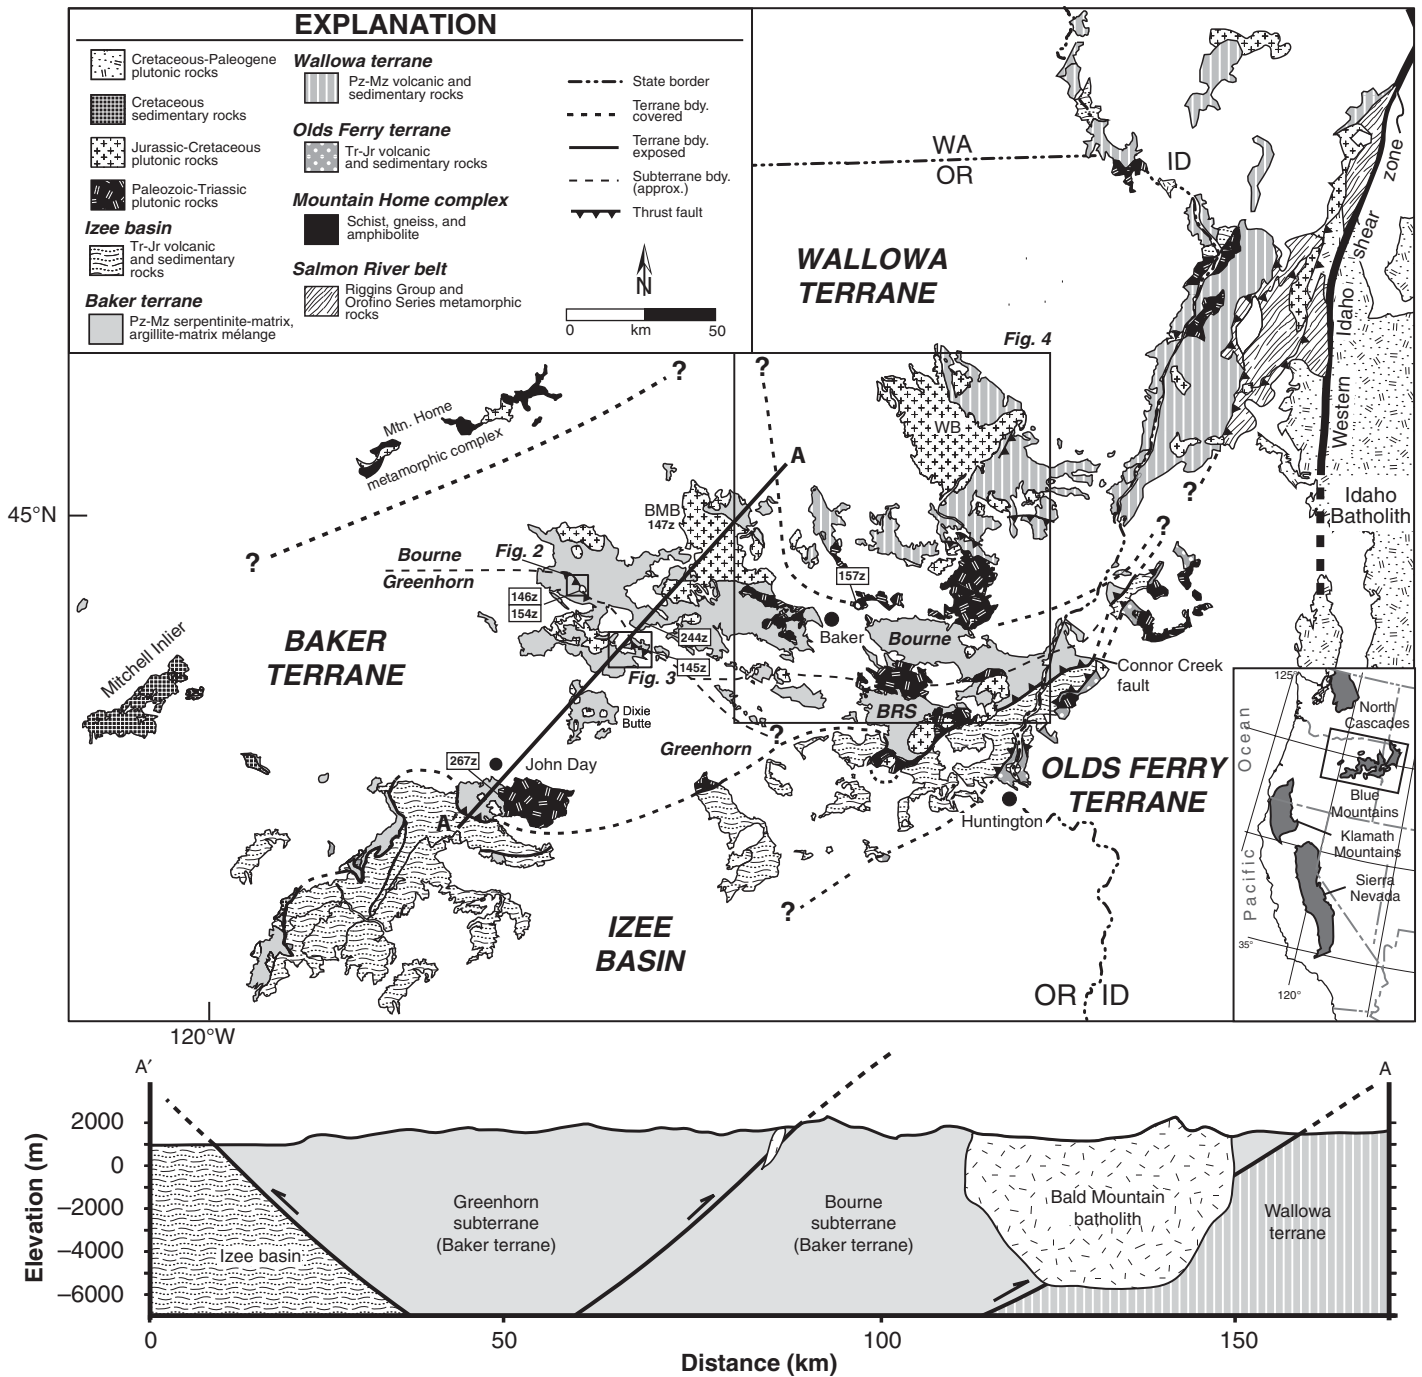 EXPLANATION
Cretaceous-Paleogene
plutonic rocks
Cretaceous
sedimentary rocks
Jurassic-Cretaceous
plutonic rocks
Paleozoic-Triassic
plutonic rocks
Izee basin
Tr-Jr volcanic
and sedimentary
rocks
Baker terrane
Pz-Mz serpentinite-matrix,
argillite-matrix mélange
Wallowa terrane
Pz-Mz volcanic and
sedimentary rocks
Olds Ferry terrane
Tr-Jr volcanic
and sedimentary rocks
Mountain Home complex
Schist, gneiss, and
amphibolite
Salmon River belt
Riggins Group and
Orofino Series metamorphic
rocks
State border
Terrane bdy.
covered
Terrane bdy.
exposed
Subterrane bdy.
(approx.)
Thrust fault
N
0 km 50
WA
OR
ID
WALLOWA
TERRANE
Western Idaho shear zone
Fig. 4
?
?
Mtn. Home
metamorphic complex
WB
A
BMB
147z
?
Idaho
Batholith
45°N
?
Bourne
Greenhorn
Fig. 2
?
157z
146z
154z
Baker
Bourne
244z
145z
BAKER
TERRANE
Mitchell Inlier
Fig. 3
Connor Creek
fault
BRS
Dixie
Butte
?
Greenhorn
267z
John Day
OLDS FERRY
TERRANE
A'
Huntington
?
IZEE
BASIN
OR ID
120°W
125°
North
Cascades
Pacific Ocean
Blue
Mountains
Klamath
Mountains
Sierra
Nevada
35°
120°
A′
A
Elevation (m)
2000
0
–2000
–4000
–6000
Izee basin
Greenhorn
subterrane
(Baker terrane)
Bourne
subterrane
(Baker terrane)
Bald Mountain
batholith
Wallowa
terrane
0 50 100 150
Distance (km)